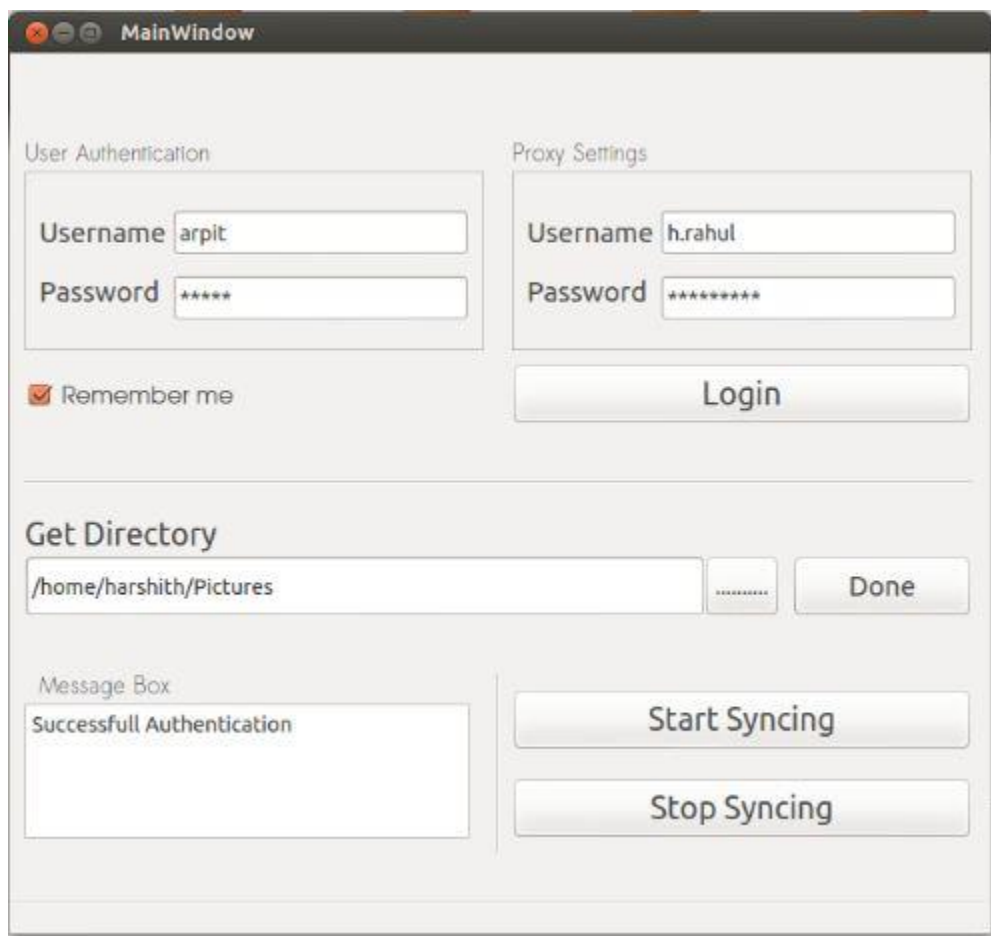 MainWindow
User Authentication
Proxy Settings
Username arpit
Username h.rahul
Password *****
Password *********
Remember me
Login
Get Directory
/home/harshith/Pictures
..........
Done
Message Box
Successfull Authentication
Start Syncing
Stop Syncing